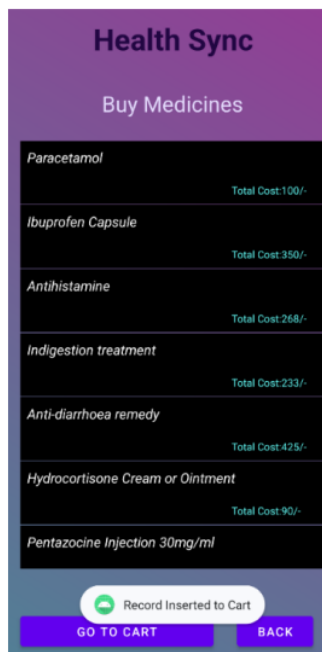 Health Sync
Buy Medicines
Paracetamol
Total Cost:100/-
Ibuprofen Capsule
Total Cost:350/-
Antihistamine
Total Cost:268/-
Indigestion treatment
Total Cost:233/-
Anti-diarrhoea remedy
Total Cost:425/-
Hydrocortisone Cream or Ointment
Total Cost:90/-
Pentazocine Injection 30mg/ml
Record Inserted to Cart
GO TO CART
BACK